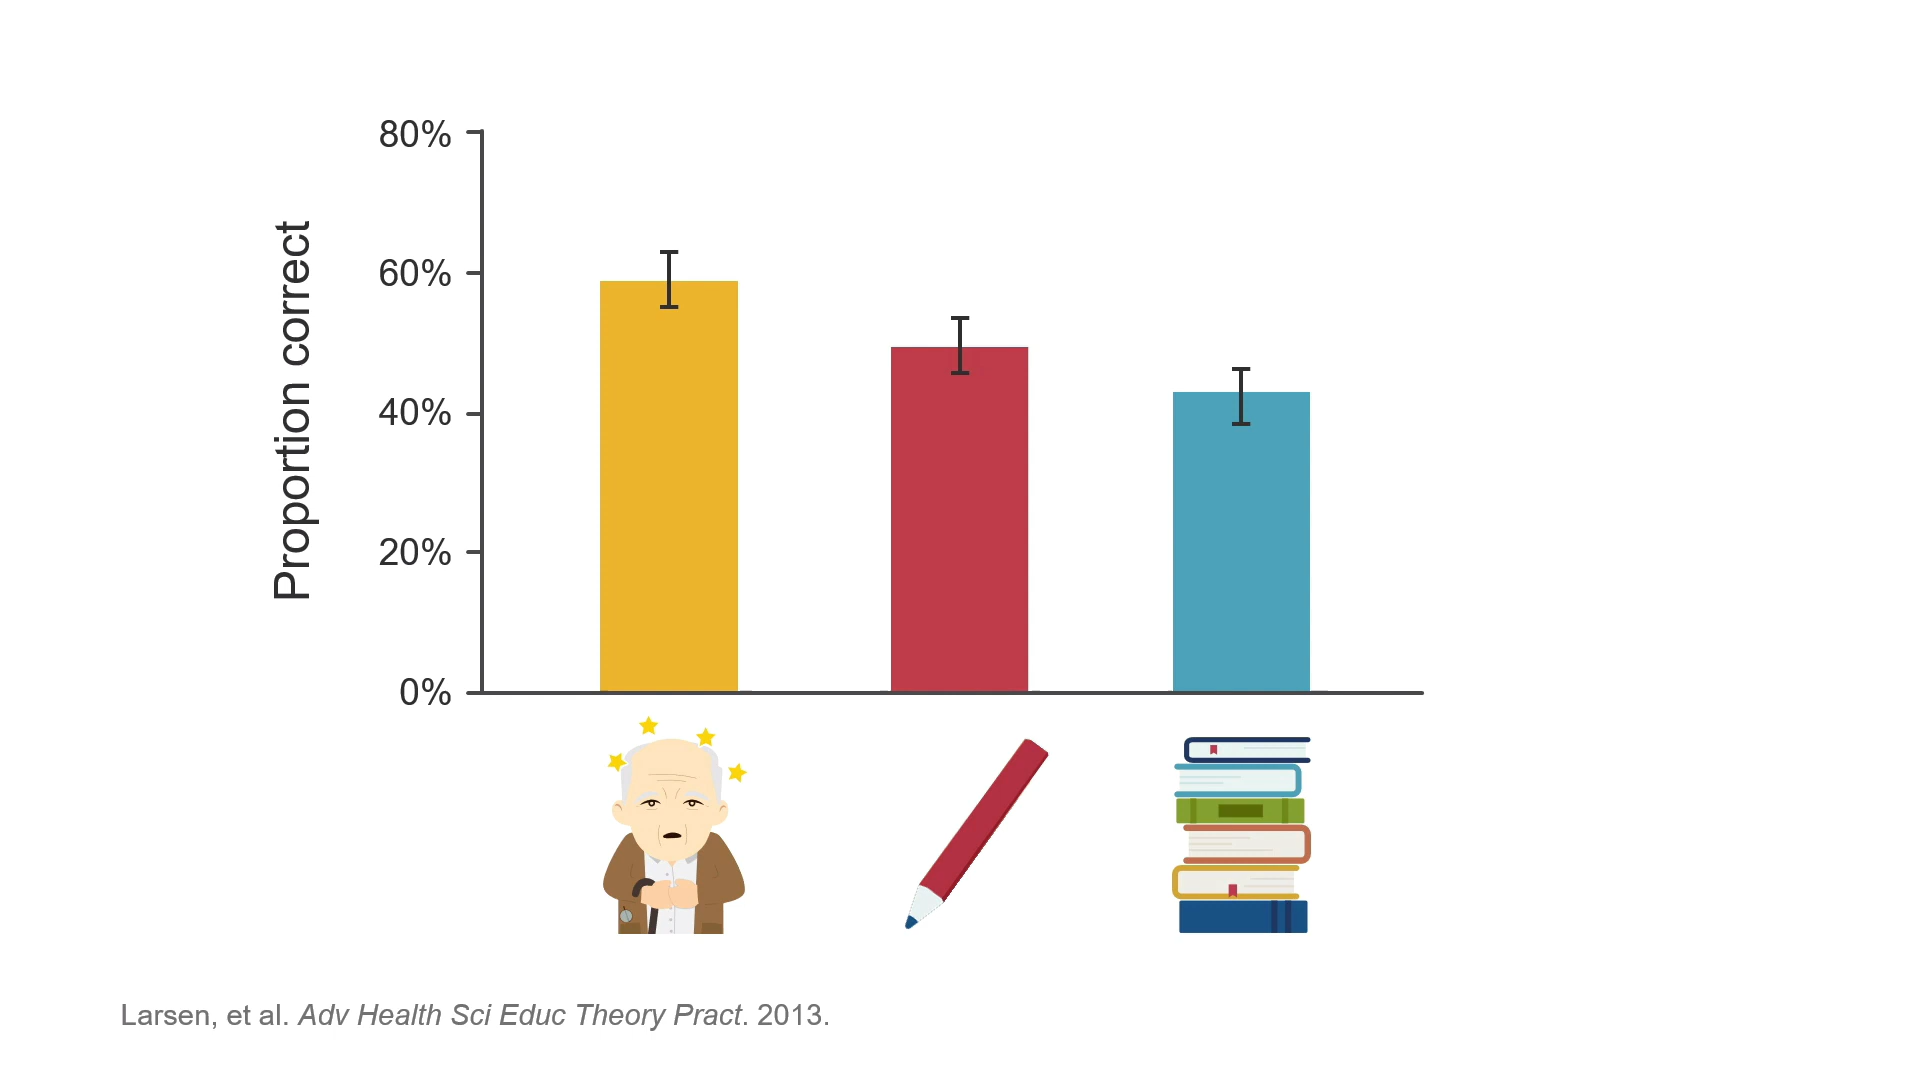 80%
60%
40%
20%
0%
Proportion correct
Larsen, et al. Adv Health Sci Educ Theory Pract. 2013.